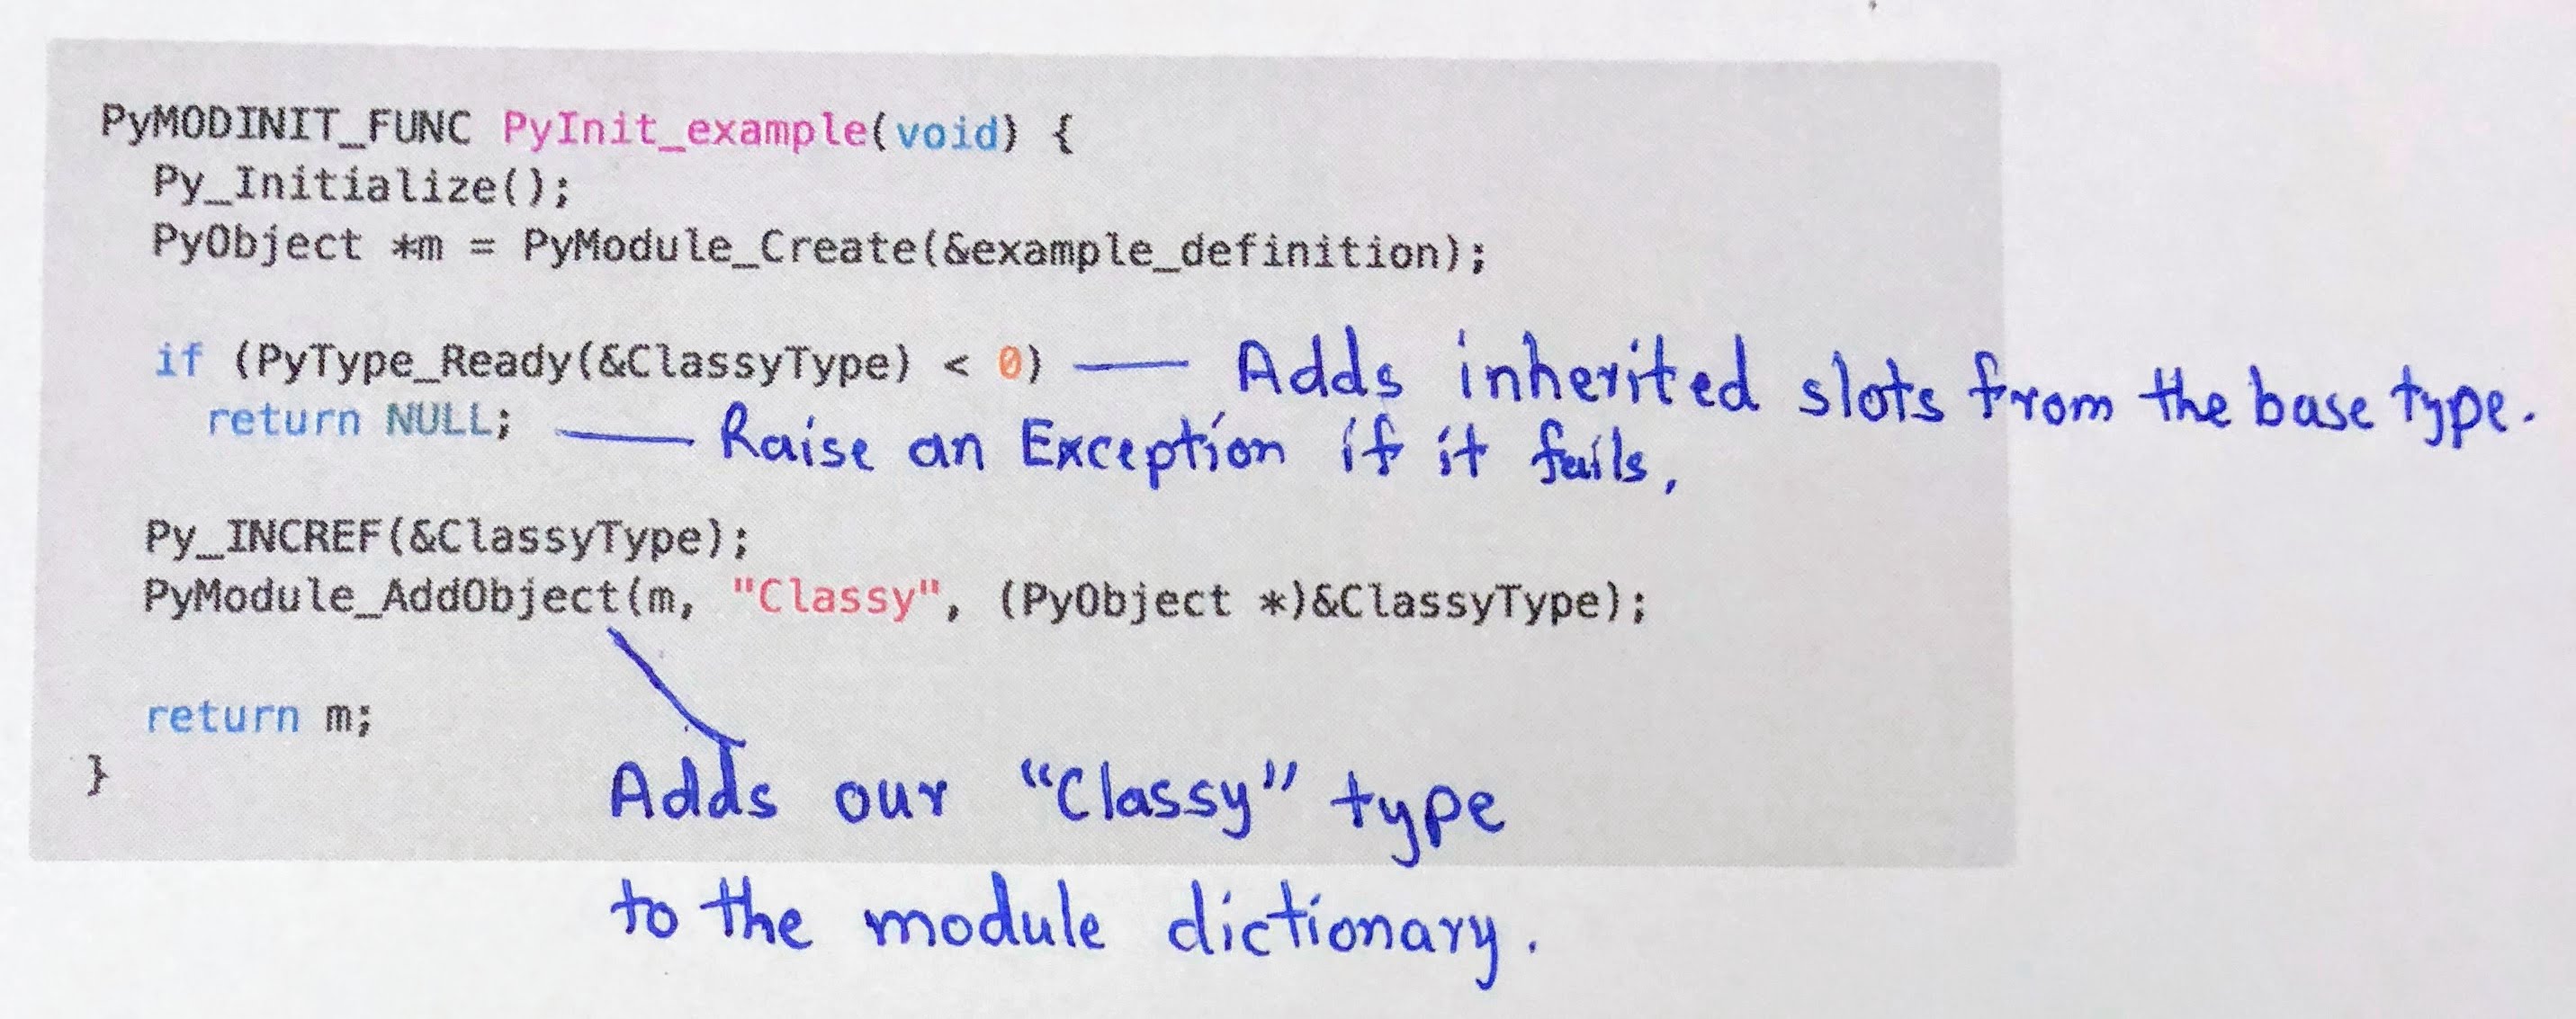 PyMODINIT_FUNC PyInit_example(void) {
Py_Initialize();
PyObject *m = PyModule_Create(&example_definition);
if (PyType_Ready(&ClassyType) < 0) — Adds inherited slots from the base type.
return NULL; — Raise an Exception if it fails,
Py_INCREF(&ClassyType);
PyModule_AddObject(m, "Classy", (PyObject *)&ClassyType);
return m;
}
Adds our “Classy” type
to the module dictionary.